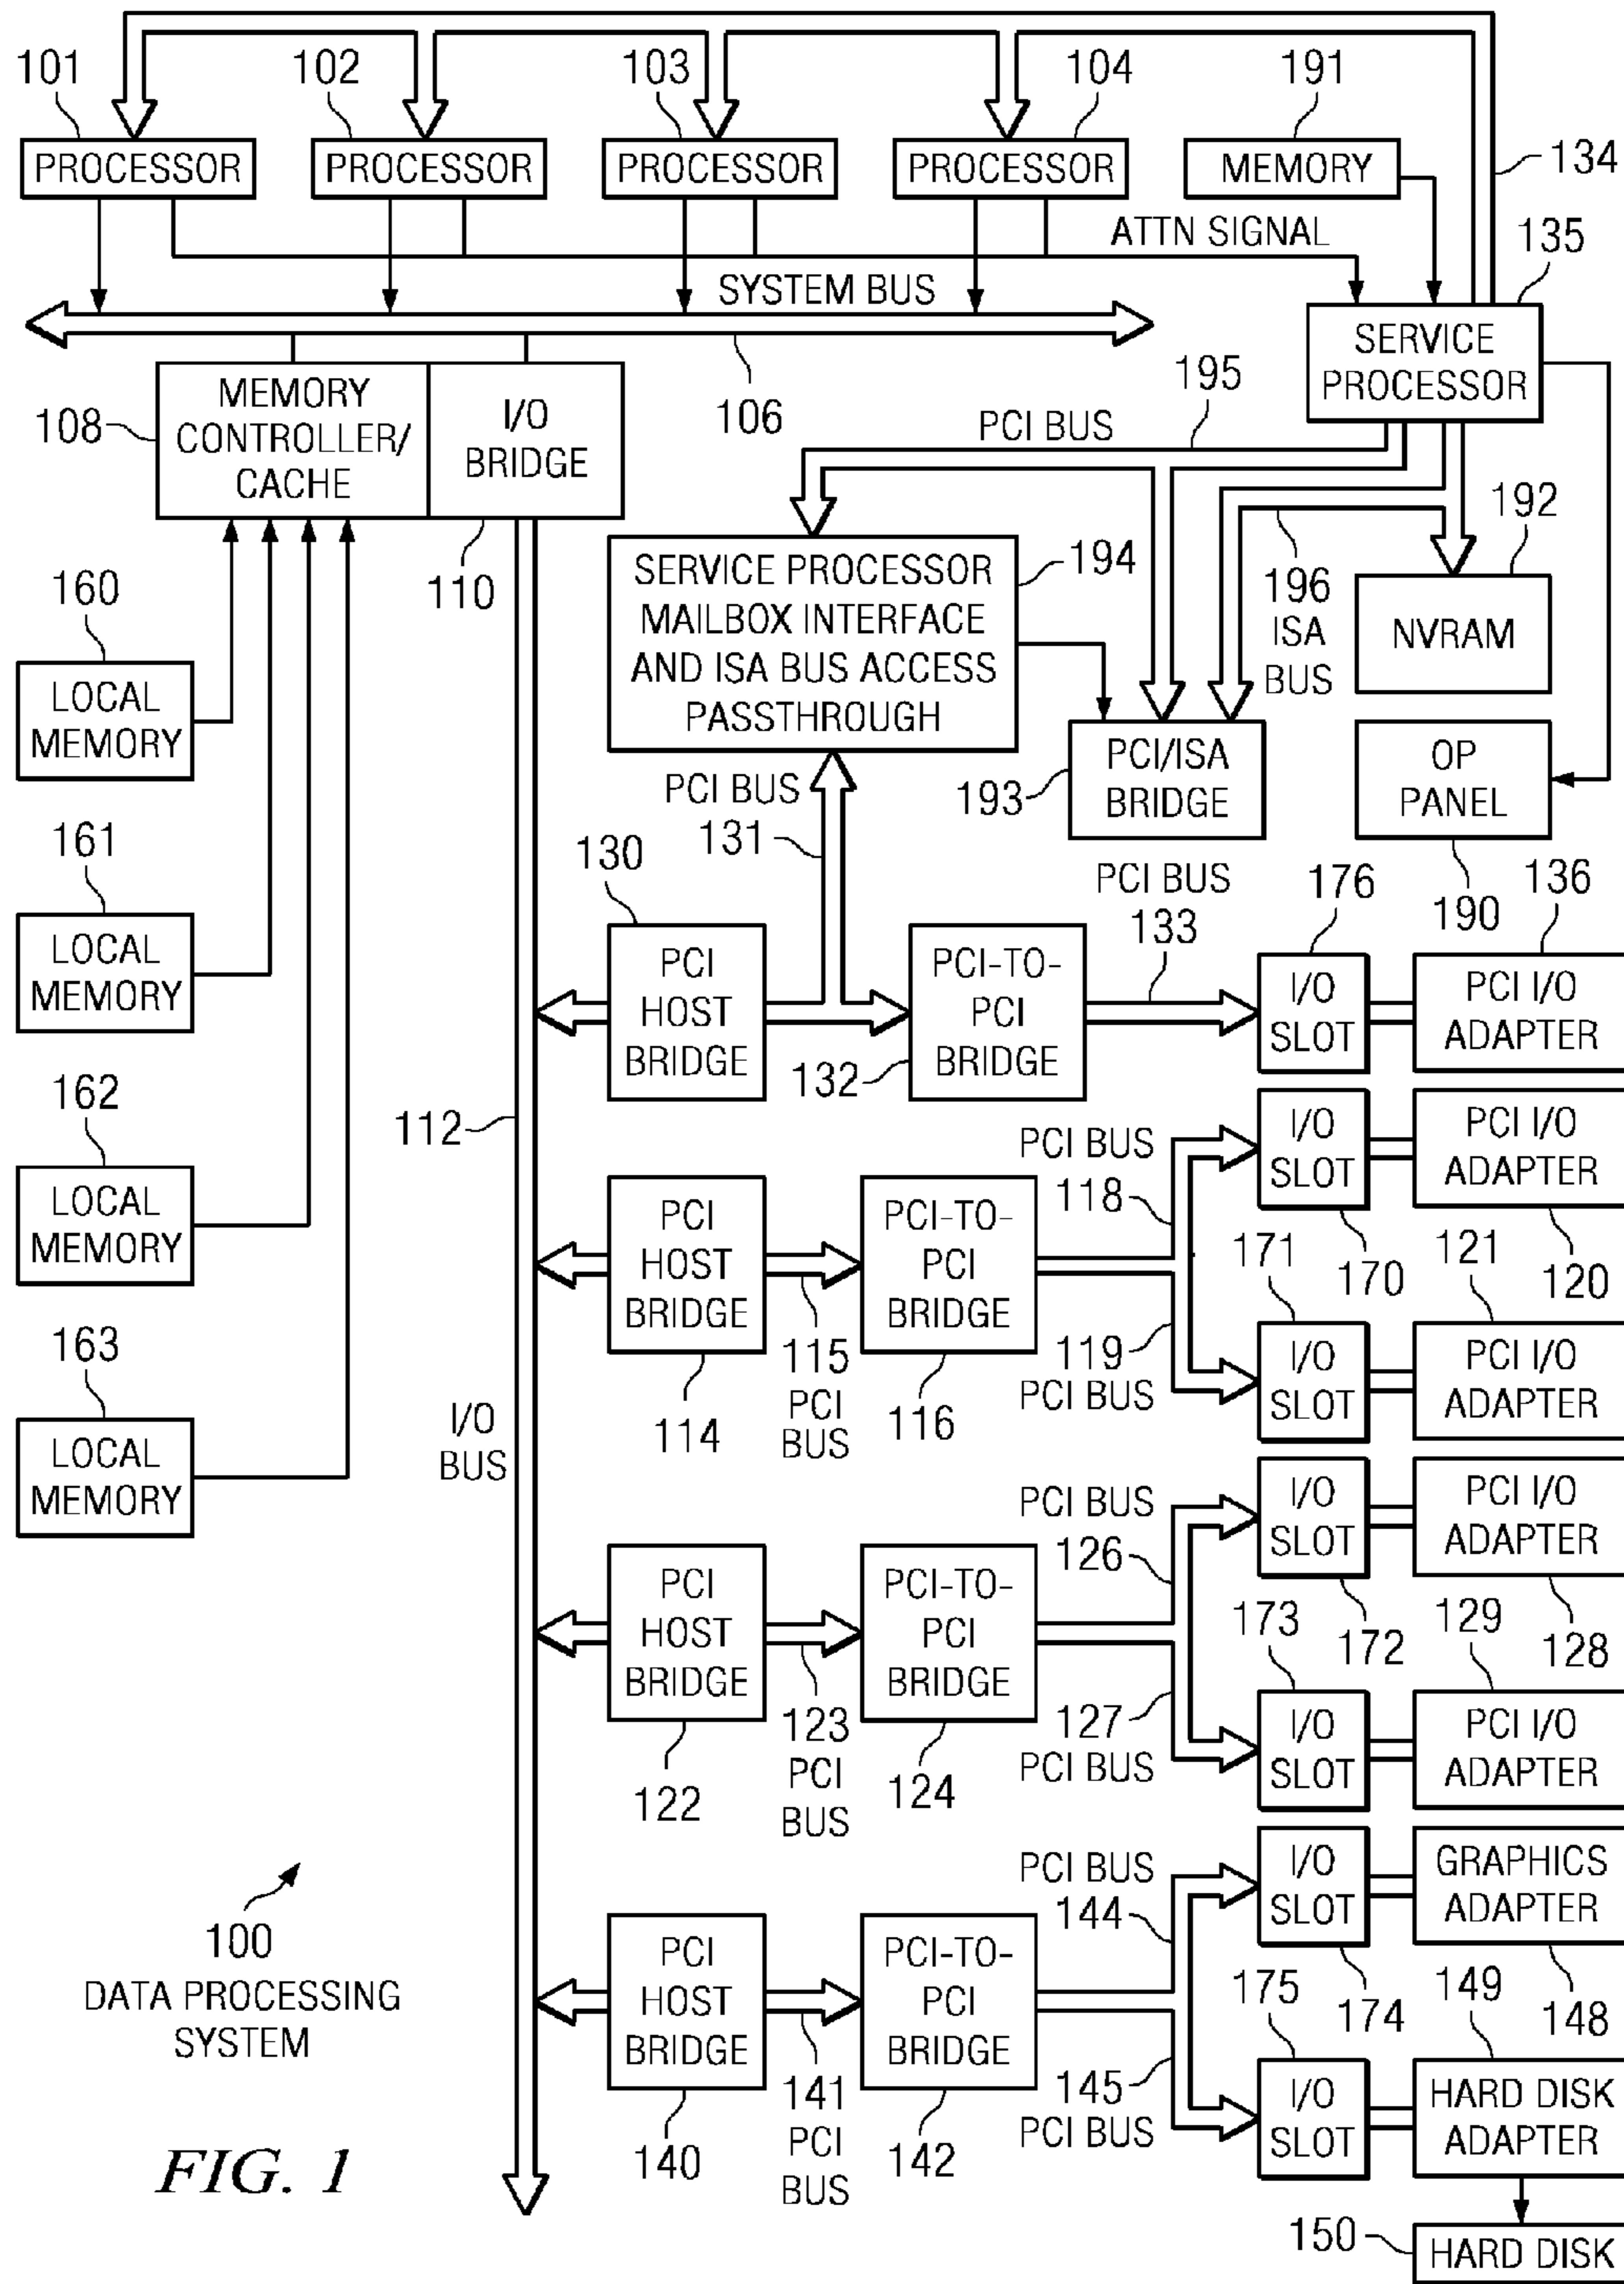 101
102
103
104
191
PROCESSOR
PROCESSOR
PROCESSOR
PROCESSOR
MEMORY
134
ATTN SIGNAL
135
SYSTEM BUS
SERVICE
PROCESSOR
MEMORY
CONTROLLER/
CACHE
108
I/O
BRIDGE
106
195
PCI BUS
110
192
SERVICE PROCESSOR
MAILBOX INTERFACE
AND ISA BUS ACCESS
PASSTHROUGH
194
196
ISA
BUS
NVRAM
160
LOCAL
MEMORY
PCI BUS
131
193
PCI/ISA
BRIDGE
OP
PANEL
190
161
LOCAL
MEMORY
130
PCI
HOST
BRIDGE
132
PCI-TO-
PCI
BRIDGE
PCI BUS
133
176
I/O
SLOT
136
PCI I/O
ADAPTER
162
LOCAL
MEMORY
112
PCI
HOST
BRIDGE
114
115
PCI
BUS
PCI-TO-
PCI
BRIDGE
116
PCI BUS
118
119
PCI BUS
I/O
SLOT
170
PCI I/O
ADAPTER
120
171
I/O
SLOT
121
PCI I/O
ADAPTER
163
LOCAL
MEMORY
I/O
BUS
PCI
HOST
BRIDGE
122
123
PCI
BUS
PCI-TO-
PCI
BRIDGE
124
PCI BUS
126
127
PCI BUS
I/O
SLOT
172
PCI I/O
ADAPTER
128
173
I/O
SLOT
129
PCI I/O
ADAPTER
100
DATA PROCESSING
SYSTEM
PCI
HOST
BRIDGE
140
141
PCI
BUS
PCI-TO-
PCI
BRIDGE
142
PCI BUS
144
145
PCI BUS
I/O
SLOT
174
GRAPHICS
ADAPTER
148
175
I/O
SLOT
149
HARD DISK
ADAPTER
150
HARD DISK
FIG. 1